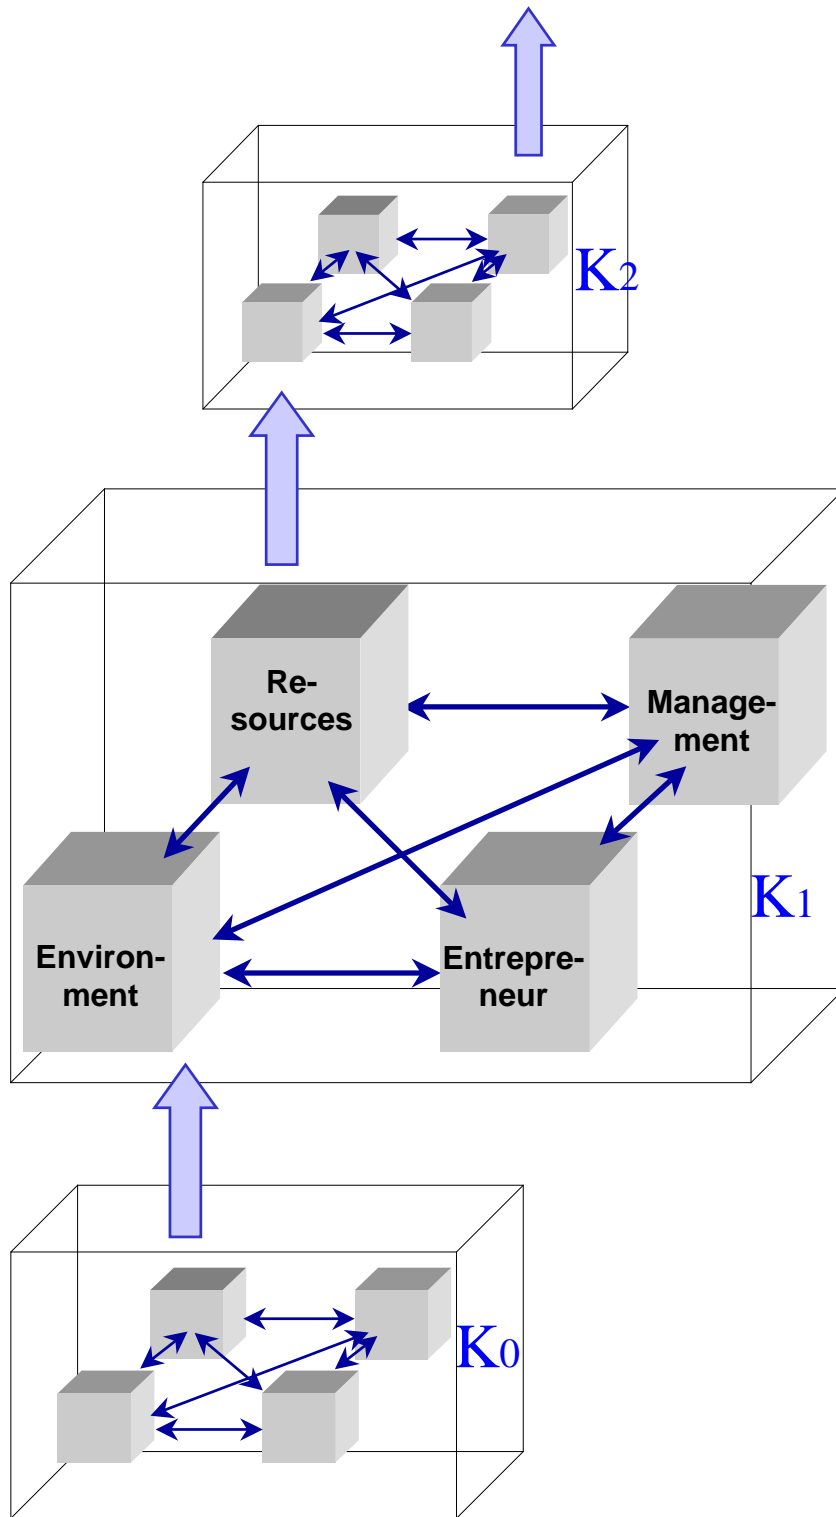 K2
Re-
sources
Manage-
ment
K1
Environ-
ment
Entrepre-
neur
K0